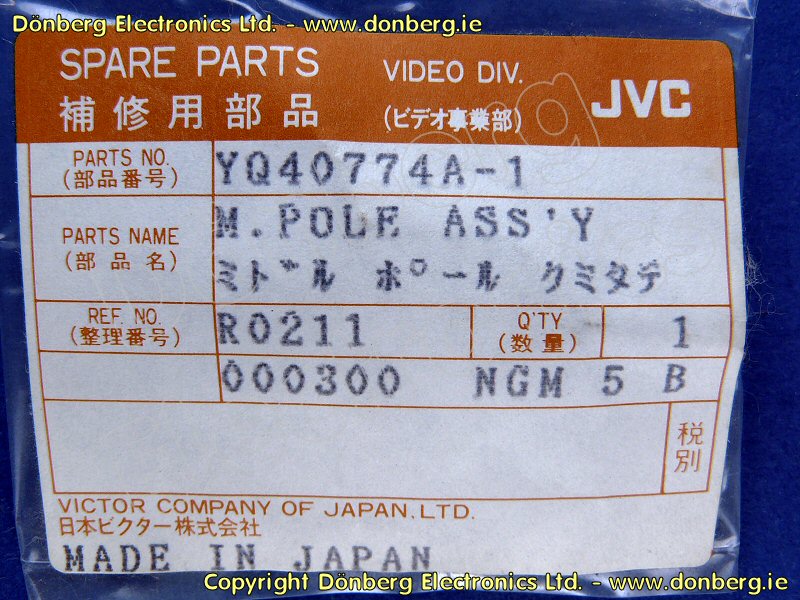 Dönberg Electronics Ltd. - www.donberg.ie
SPARE PARTS VIDEO DIV. JVC
補修用部品 (ビデオ事業部)
PARTS NO. (部品番号) YQ40774A-1
PARTS NAME (部品名) M.POLE ASS'Y
ミドル ポール クミタテ
REF. NO. (整理番号) R0211 Q'TY (数量) 1
000300 NGM 5 B
税別
VICTOR COMPANY OF JAPAN, LTD.
日本ビクター株式会社
MADE IN JAPAN
Copyright Dönberg Electronics Ltd. - www.donberg.ie